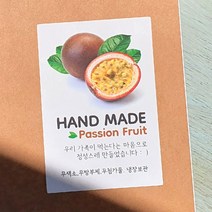 HAND MADE
Passion Fruit
우리 가족이 먹는다는 마음으로
정성스레 만들었습니다 : )
무색소, 무방부제, 무첨가물, 냉장보관